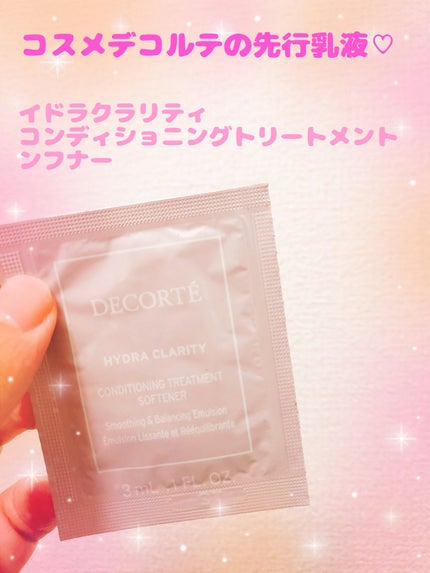 コスメデコルテの先行乳液♡
イドラクラリティ
コンディショニングトリートメント
ンフナー
DECORTÉ
HYDRA CLARITY
CONDITIONING TREATMENT
SOFTENER
Smoothing & Balancing Emulsion
Émulsion Lissante et Rééquilibrante
3 mL .1 FL. OZ.